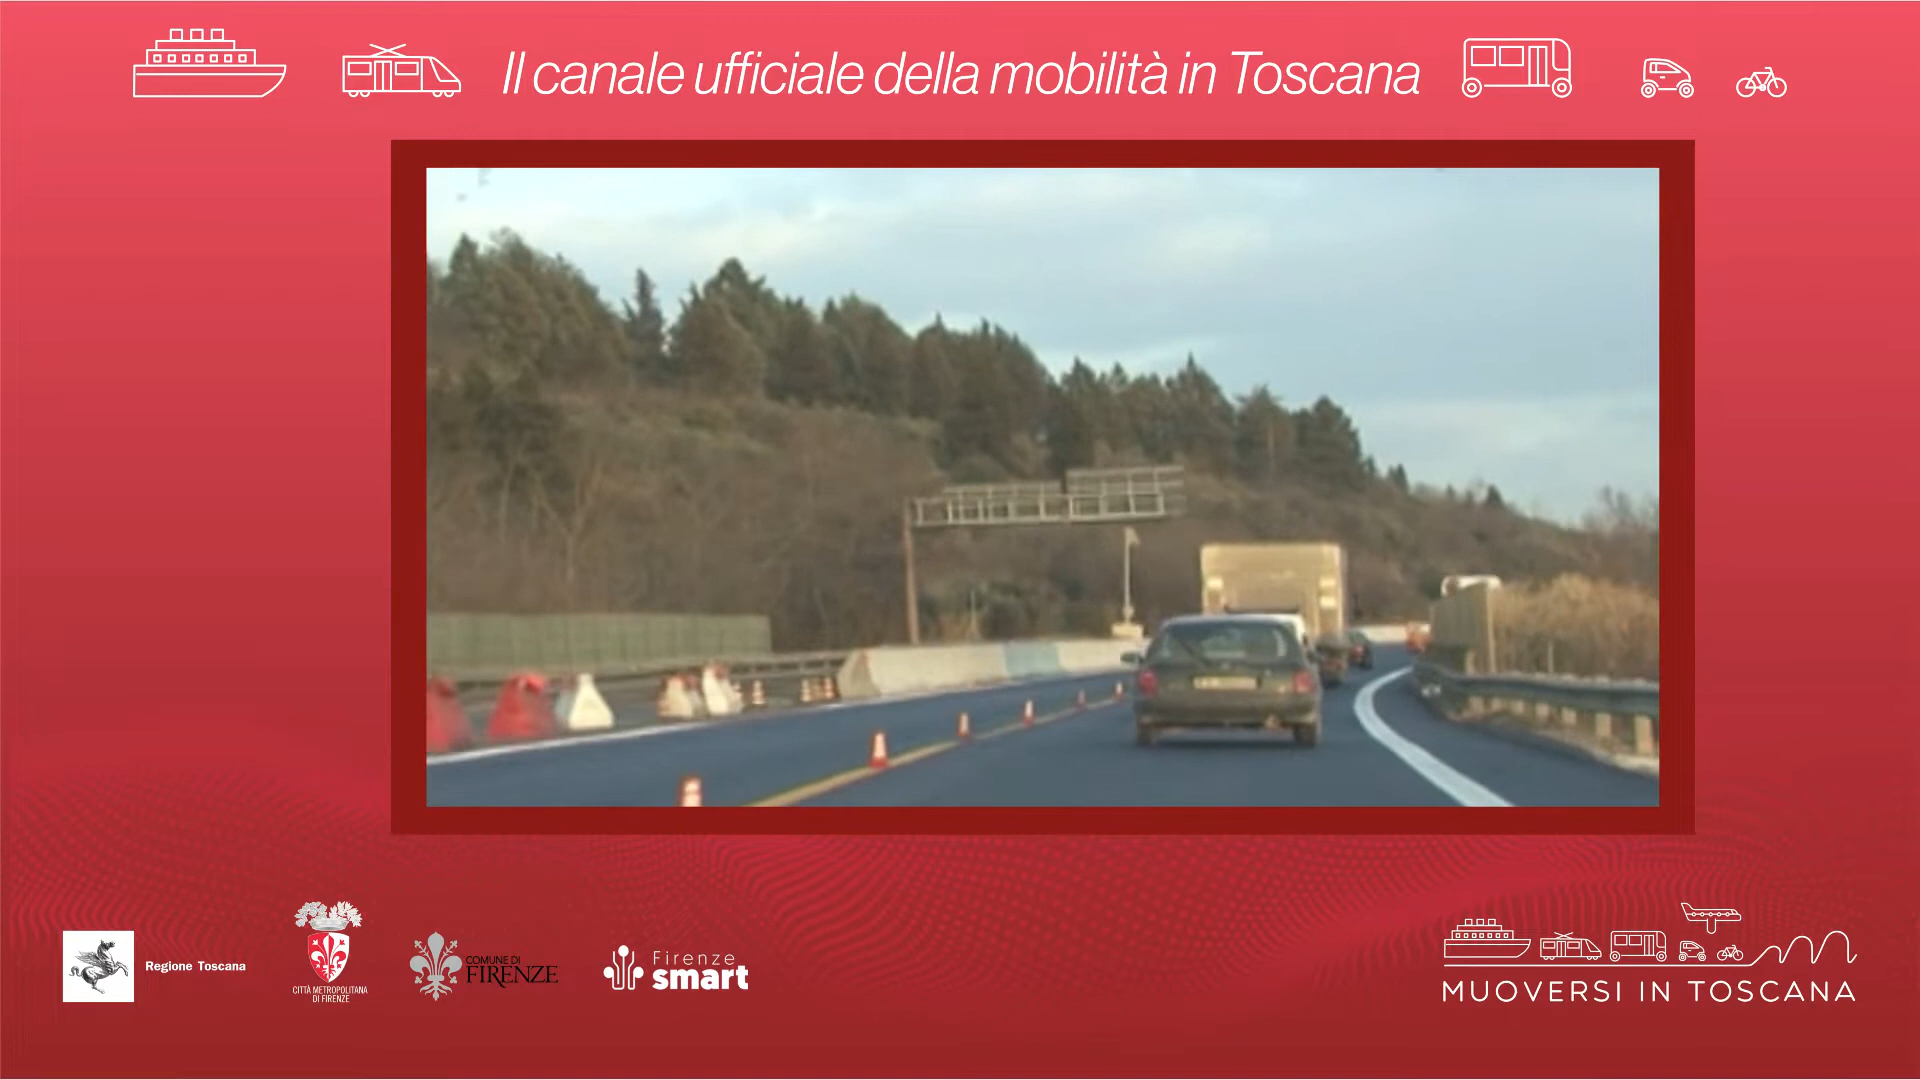 Il canale ufficiale della mobilità in Toscana
Regione Toscana
CITTÀ METROPOLITANA
DI FIRENZE
COMUNE DI
FIRENZE
Firenze
smart
MUOVERSI IN TOSCANA